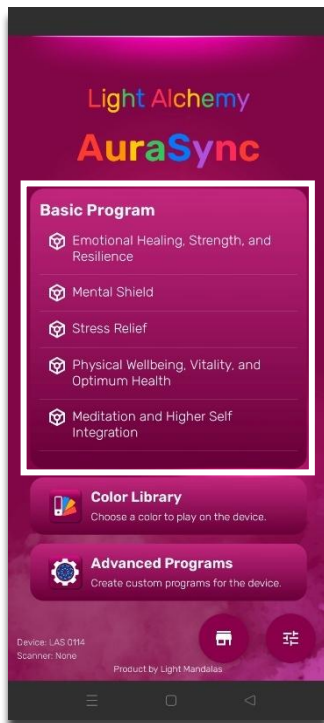 Light Alchemy
AuraSync
Basic Program
Emotional Healing, Strength, and
Resilience
Mental Shield
Stress Relief
Physical Wellbeing, Vitality, and
Optimum Health
Meditation and Higher Self
Integration
Color Library
Choose a color to play on the device.
Advanced Programs
Create custom programs for the device.
Device: LAS 0114
Scanner: None
Product by Light Mandalas